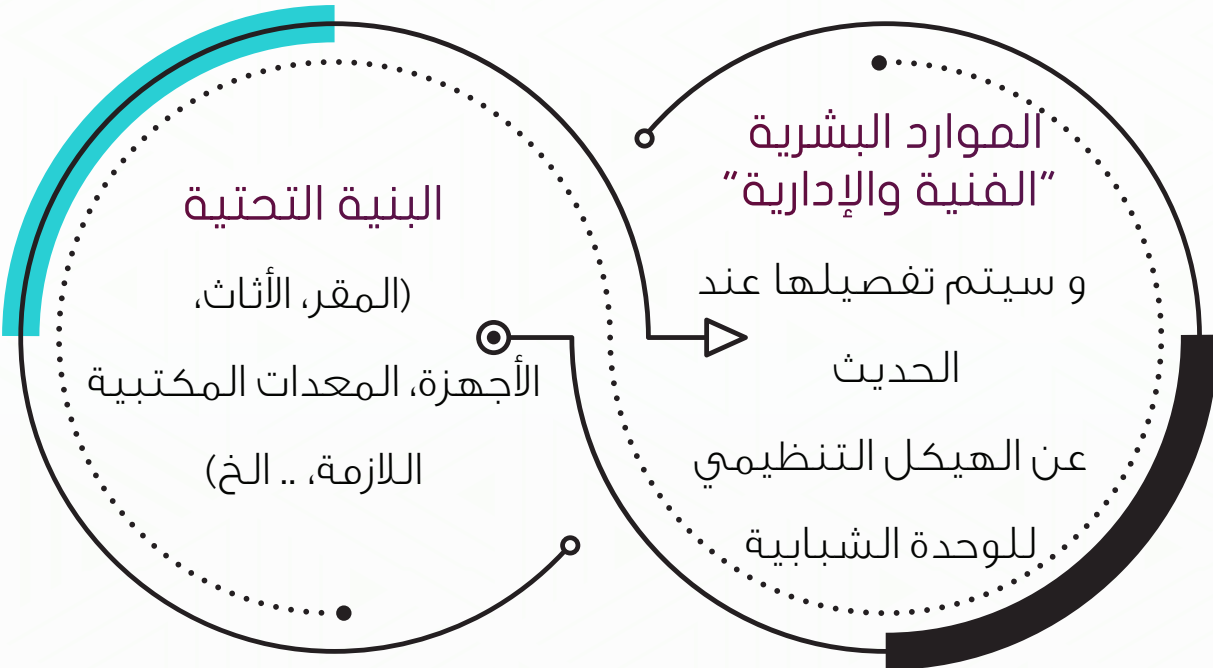 الموارد البشرية
"الفنية والإدارية"
و سيتم تفصيلها عند
الحديث
عن الهيكل التنظيمي
للوحدة الشبابية
البنية التحتية
(المقر، الأثاث،
الأجهزة، المعدات المكتبية
اللازمة، .. الخ)